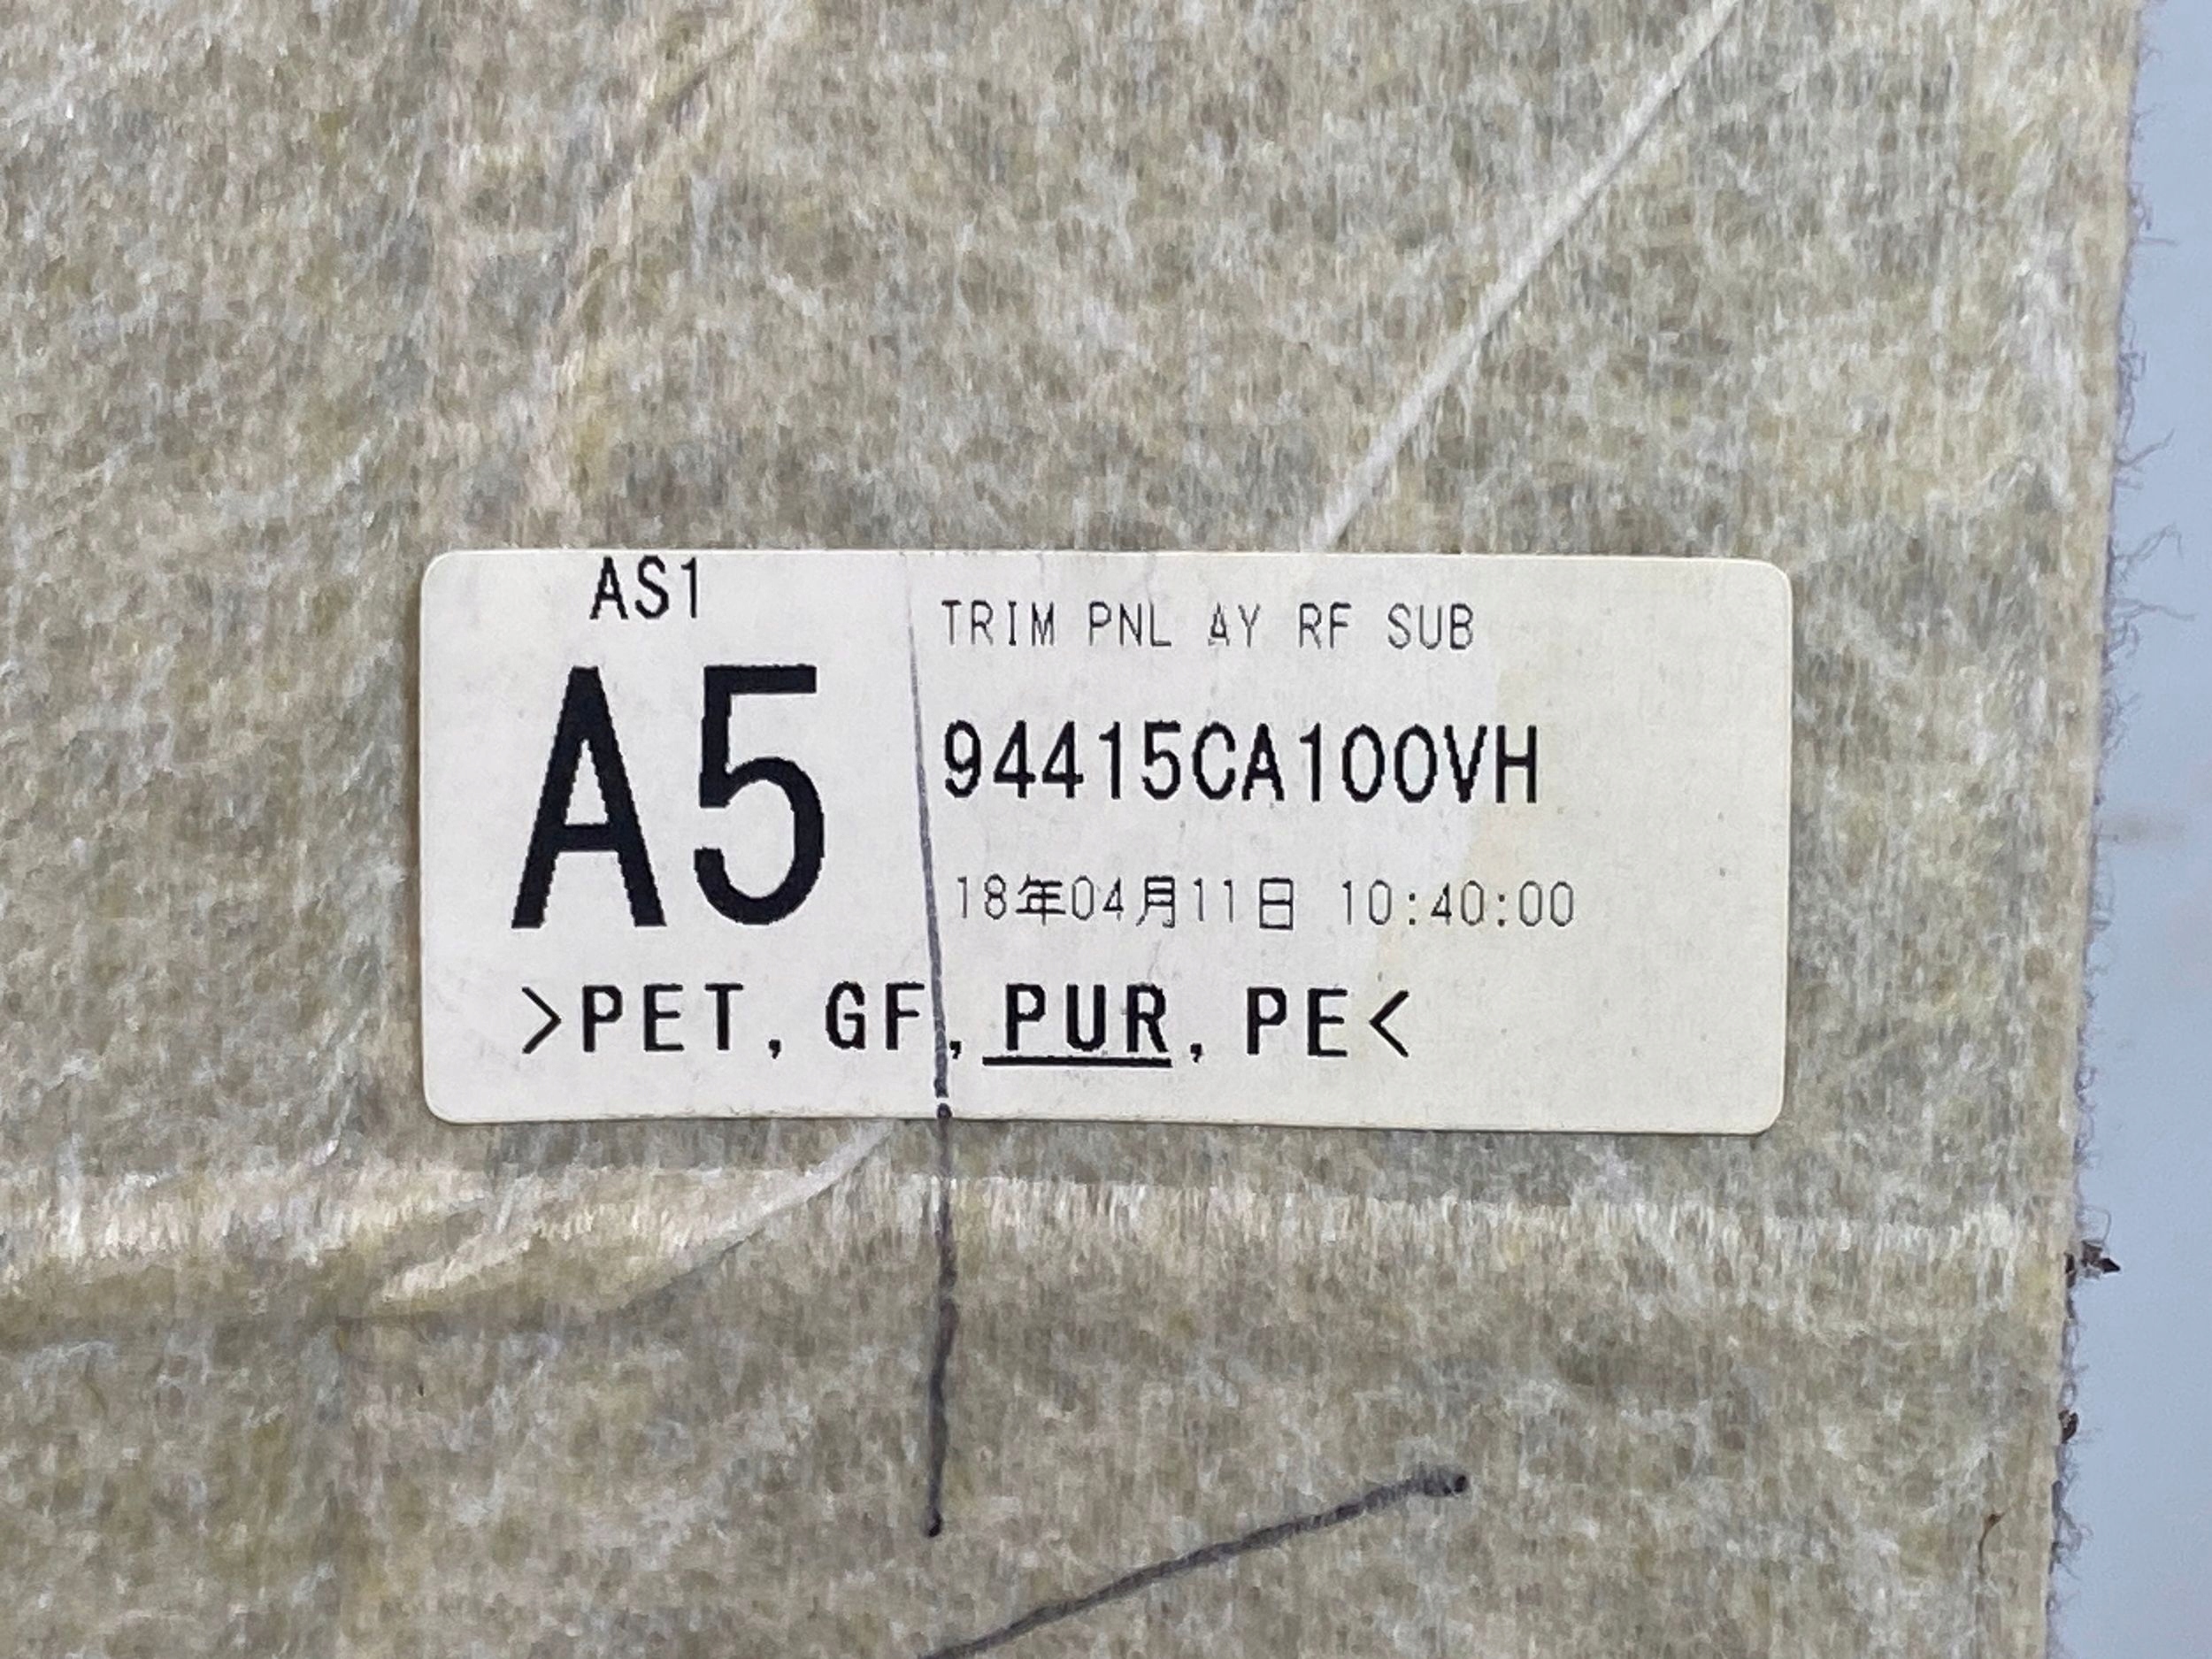 AS1
A5
TRIM PNL AY RF SUB
94415CA100VH
18年04月11日 10:40:00
>PET, GF, PUR, PE<